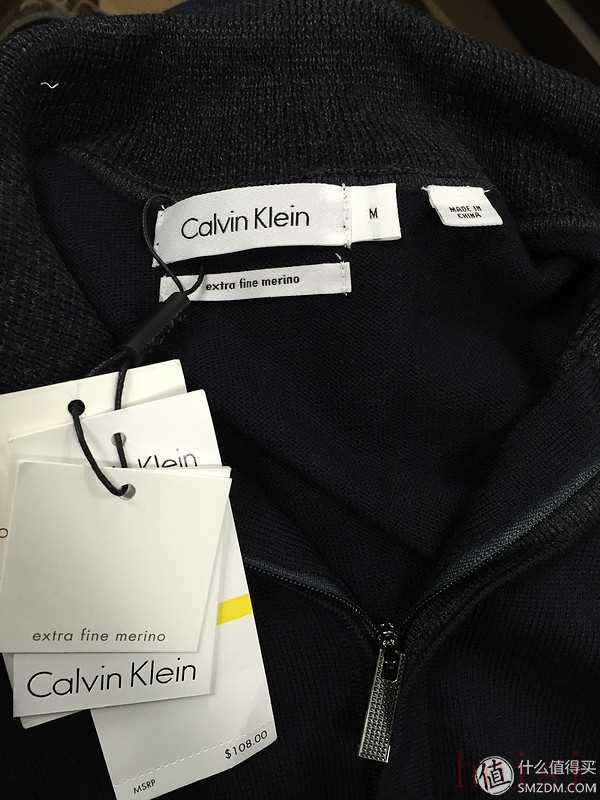 Calvin Klein
M
MADE IN
CHINA
extra fine merino
Klein
extra fine merino
Calvin Klein
$108.00
MSRP
值 什么值得买
SMZDM.COM